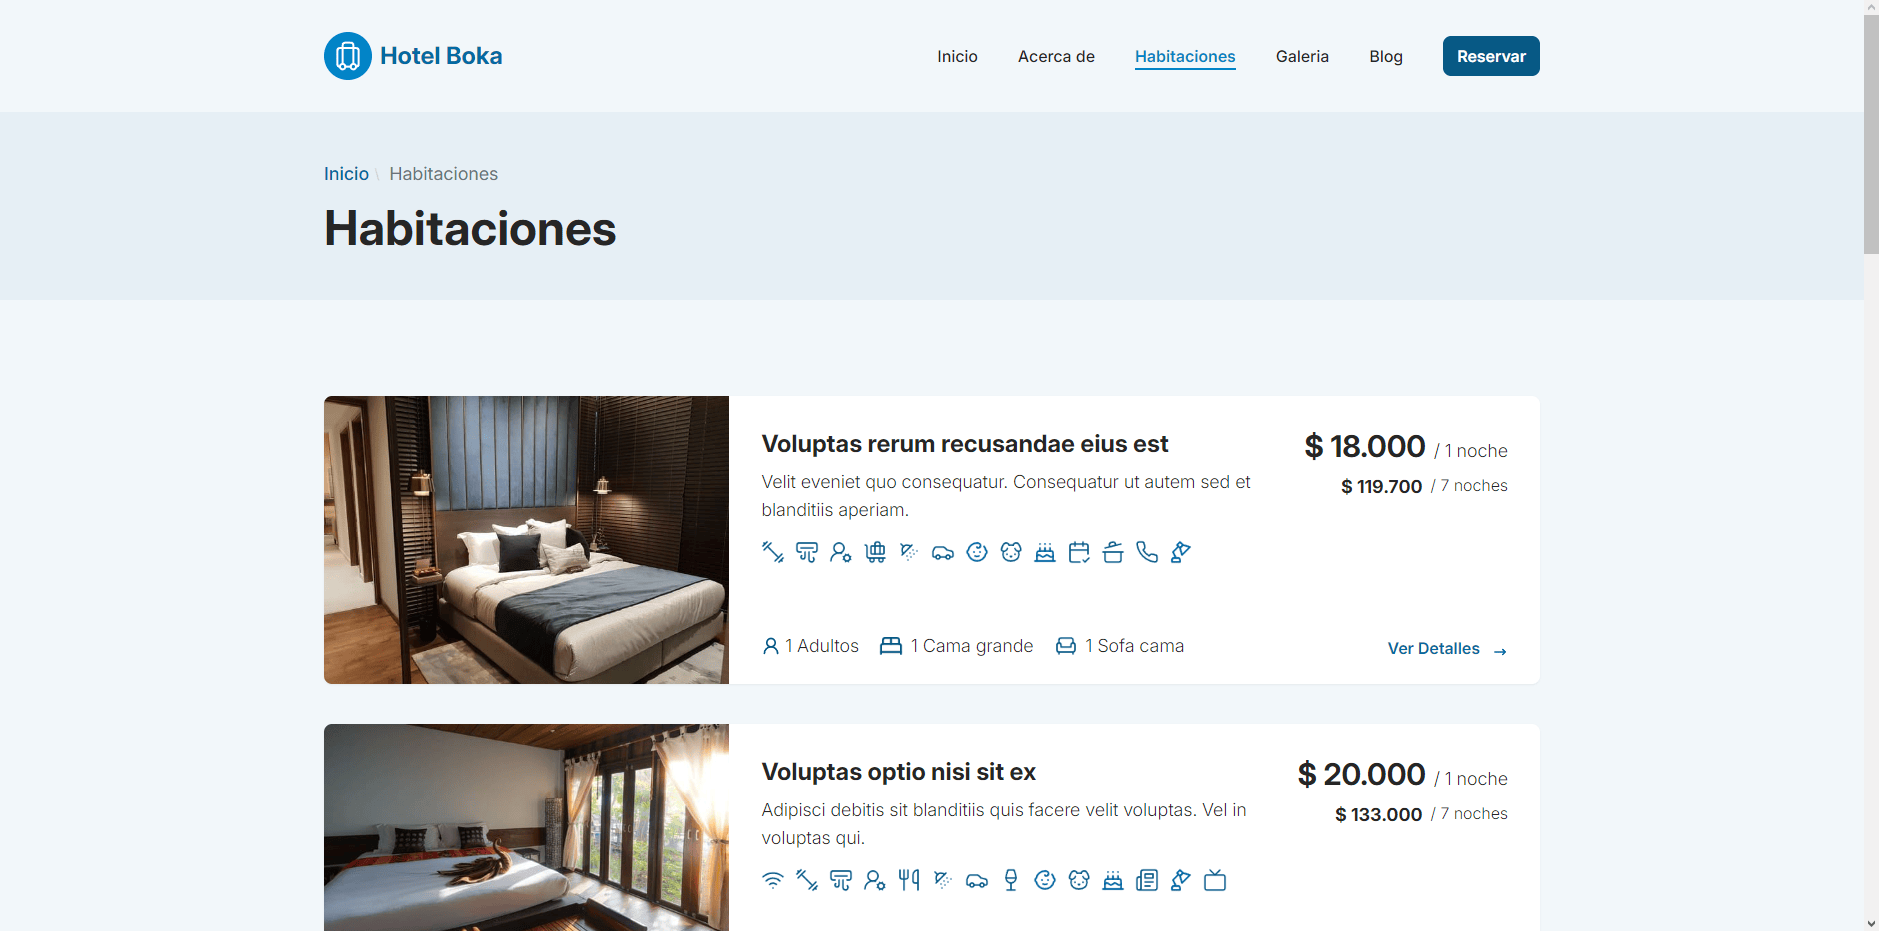 Hotel Boka
Inicio Acerca de Habitaciones Galeria Blog Reservar
Inicio \ Habitaciones
Habitaciones
Voluptas rerum recusandae eius est
$ 18.000 / 1 noche
Velit eveniet quo consequatur. Consequatur ut autem sed et
$ 119.700 / 7 noches
blanditiis aperiam.
1 Adultos 1 Cama grande 1 Sofa cama
Ver Detalles →
Voluptas optio nisi sit ex
$ 20.000 / 1 noche
Adipisci debitis sit blanditiis quis facere velit voluptas. Vel in
$ 133.000 / 7 noches
voluptas qui.